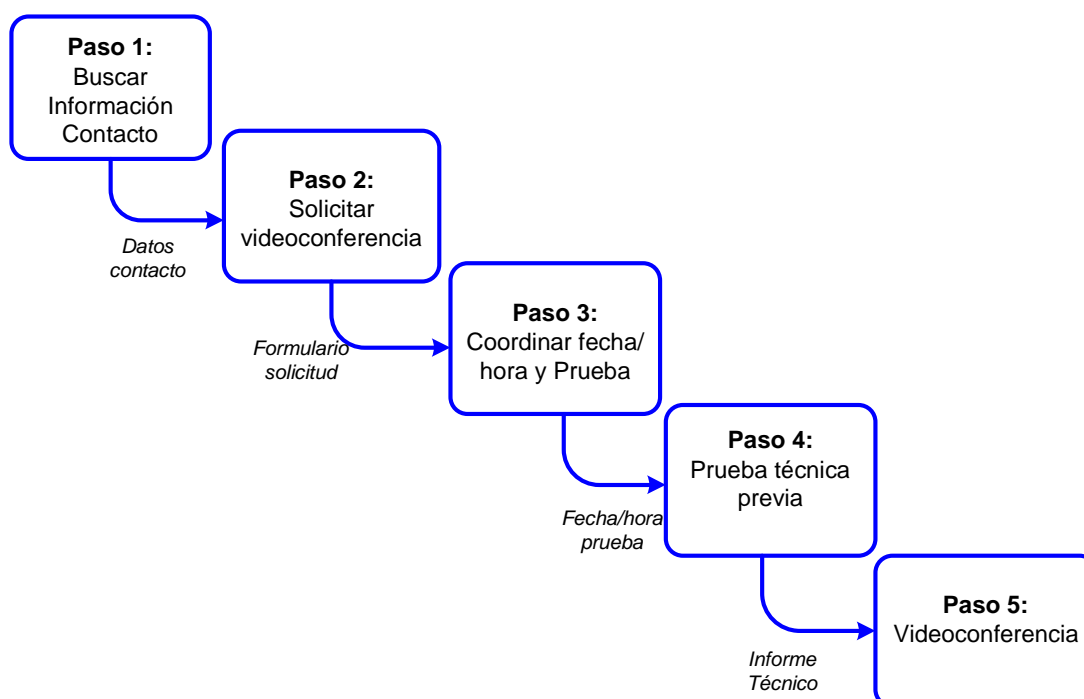 Paso 1:
Buscar
Información
Contacto
Datos
contacto
Paso 2:
Solicitar
videoconferencia
Formulario
solicitud
Paso 3:
Coordinar fecha/
hora y Prueba
Fecha/hora
prueba
Paso 4:
Prueba técnica
previa
Informe
Técnico
Paso 5:
Videoconferencia